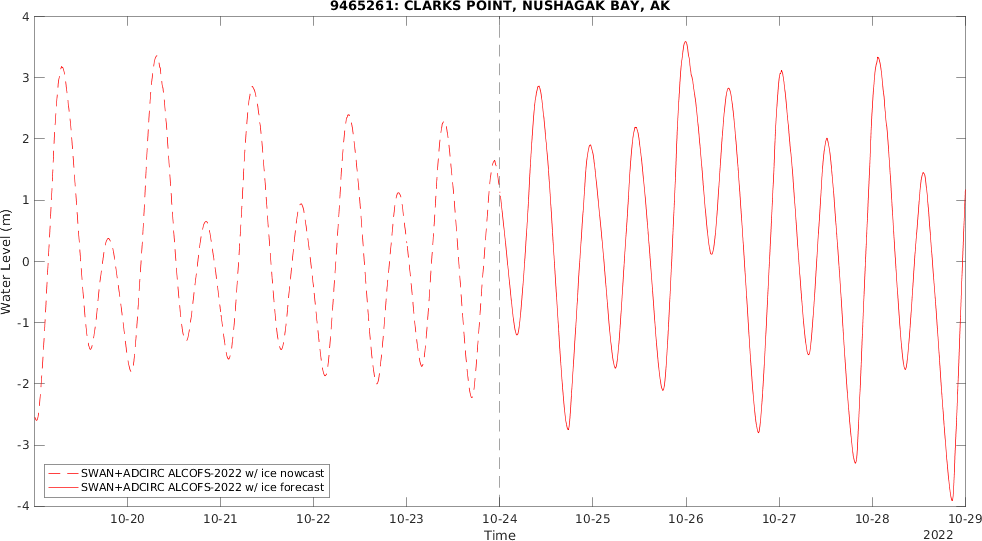 9465261: CLARKS POINT, NUSHAGAK BAY, AK
4
3
2
1
0
-1
-2
-3
-4
Water Level (m)
SWAN+ADCIRC ALCOFS-2022 w/ ice nowcast
SWAN+ADCIRC ALCOFS-2022 w/ ice forecast
10-20 10-21 10-22 10-23 10-24 10-25 10-26 10-27 10-28 10-29
Time
2022